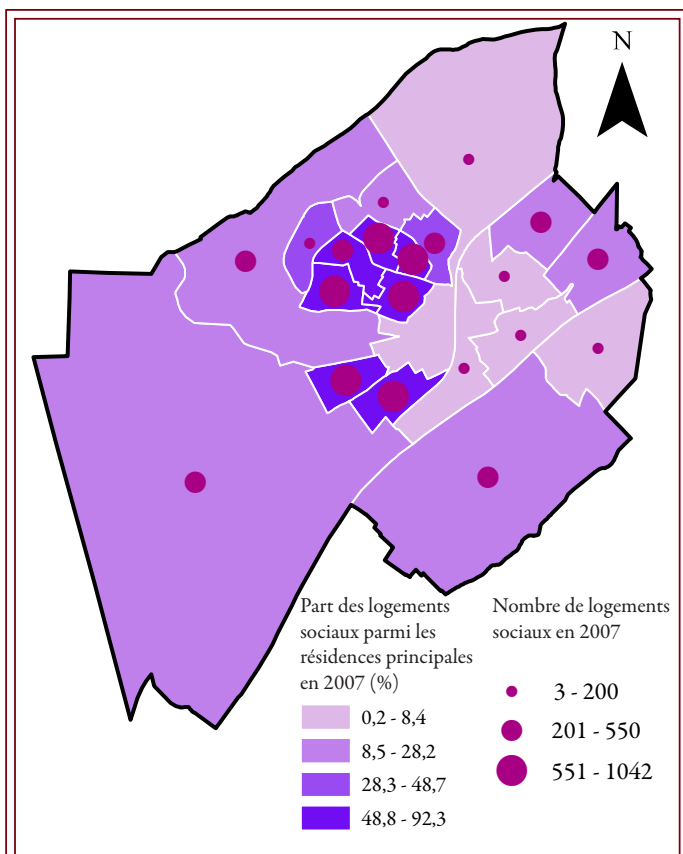 N
Part des logements
sociaux parmi les
résidences principales
en 2007 (%)
0,2 - 8,4
8,5 - 28,2
28,3 - 48,7
48,8 - 92,3
Nombre de logements
sociaux en 2007
3 - 200
201 - 550
551 - 1042